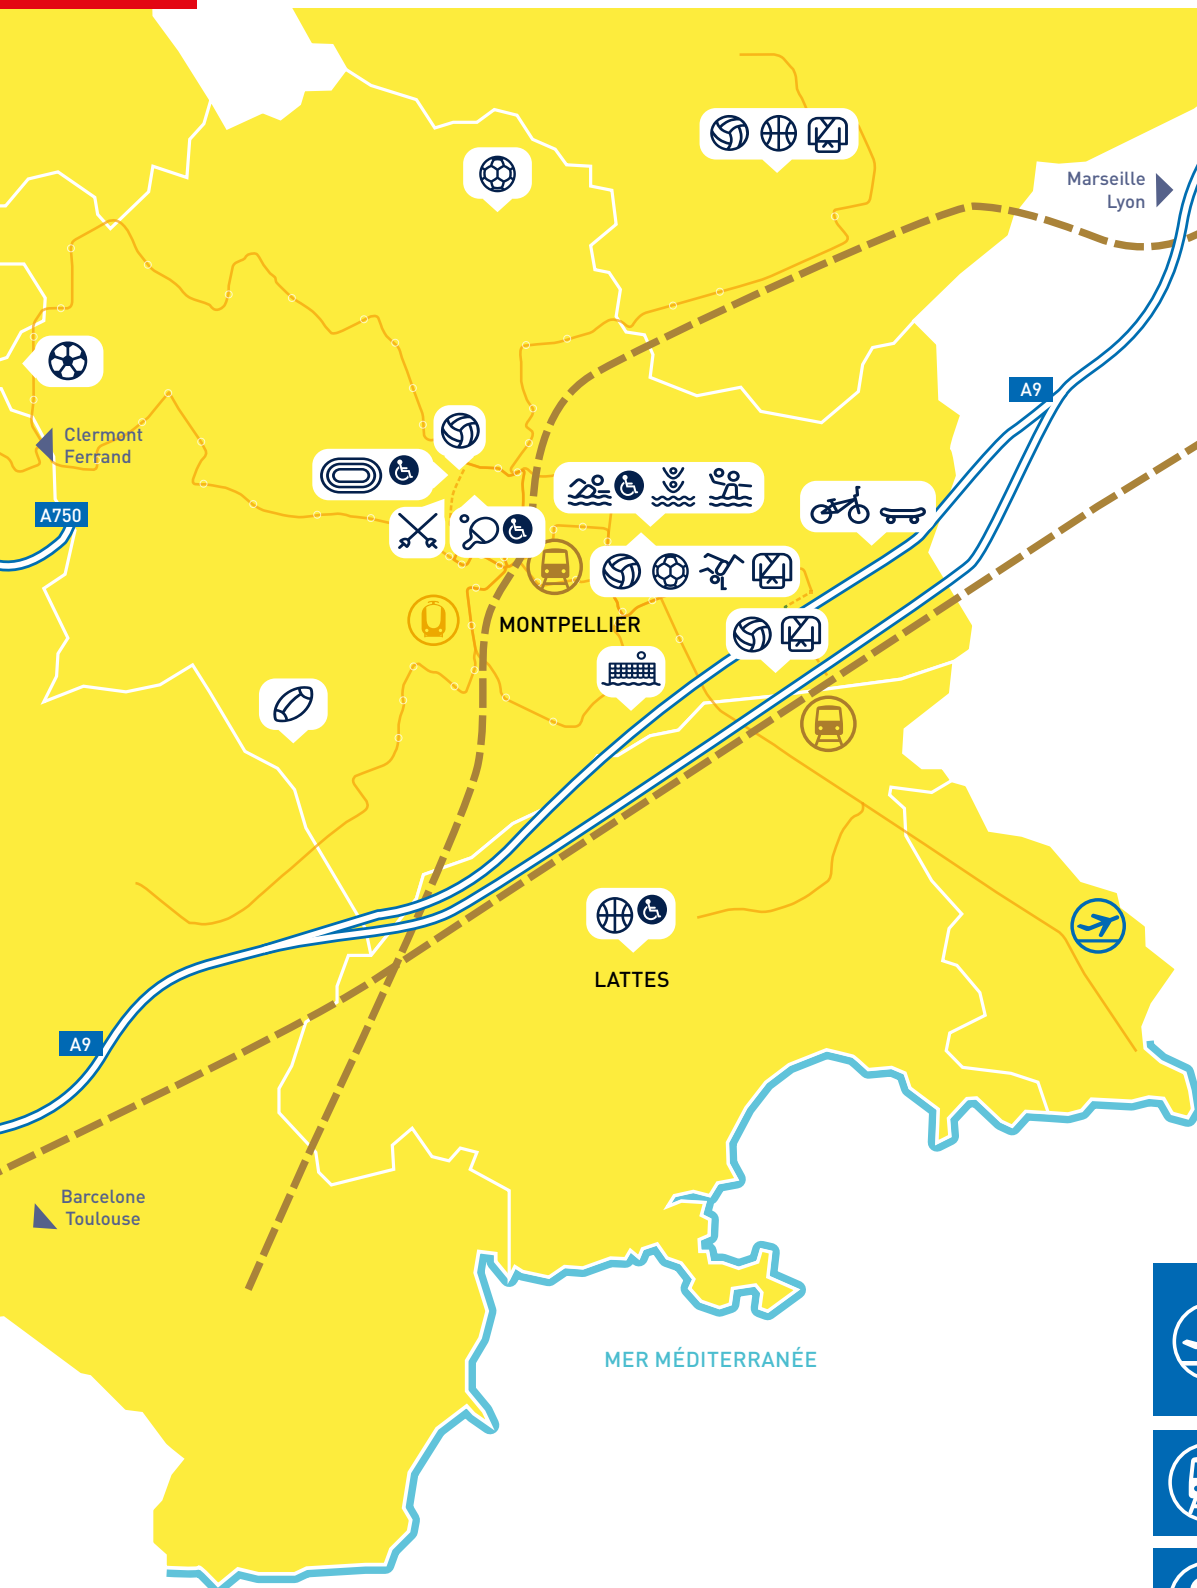 Marseille
Lyon
A9
Clermont
Ferrand
A750
MONTPELLIER
LATTES
A9
Barcelone
Toulouse
MER MÉDITERRANÉE